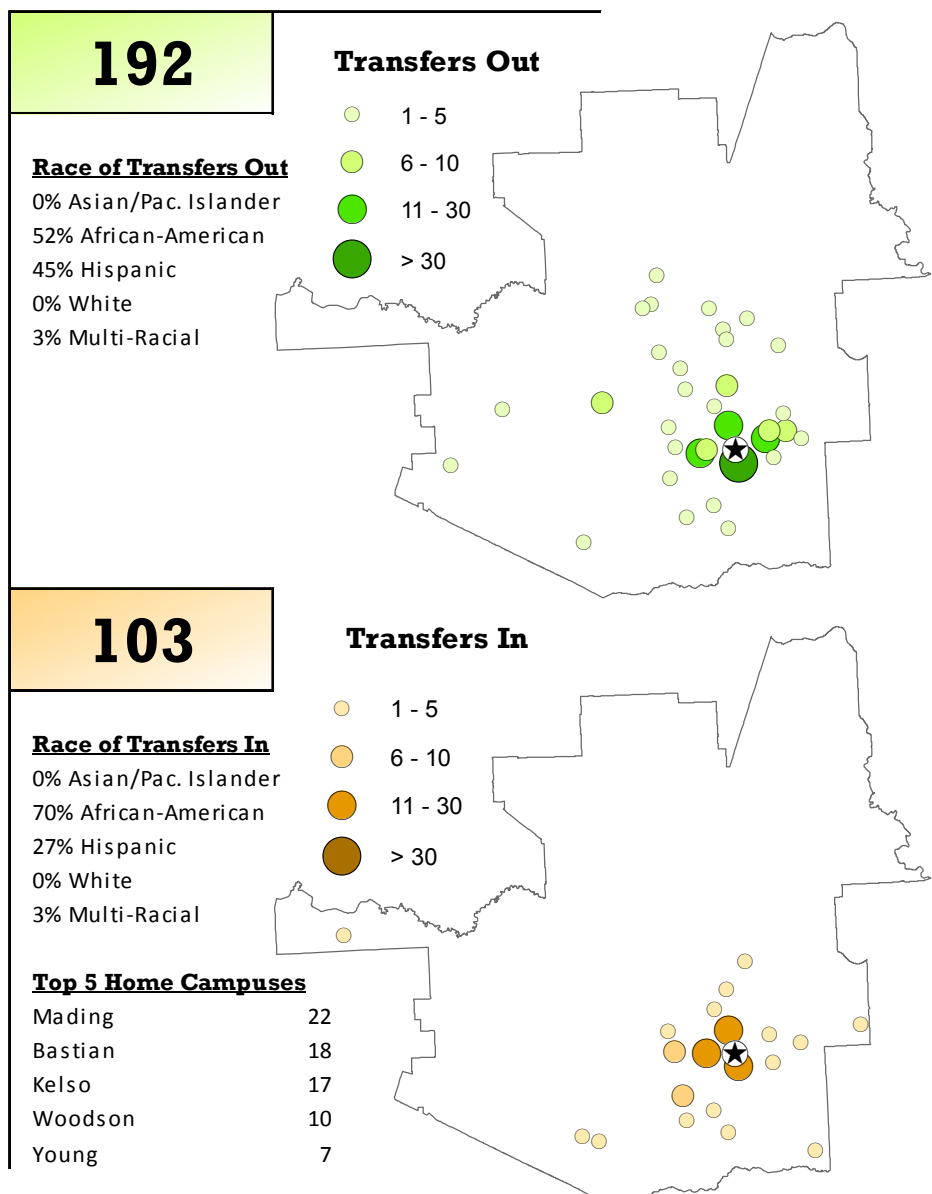 192
Transfers Out
1 - 5
6 - 10
11 - 30
> 30
Race of Transfers Out
0% Asian/Pac. Islander
52% African-American
45% Hispanic
0% White
3% Multi-Racial
103
Transfers In
1 - 5
6 - 10
11 - 30
> 30
Race of Transfers In
0% Asian/Pac. Islander
70% African-American
27% Hispanic
0% White
3% Multi-Racial
Top 5 Home Campuses
Mading 22
Bastian 18
Kelso 17
Woodson 10
Young 7